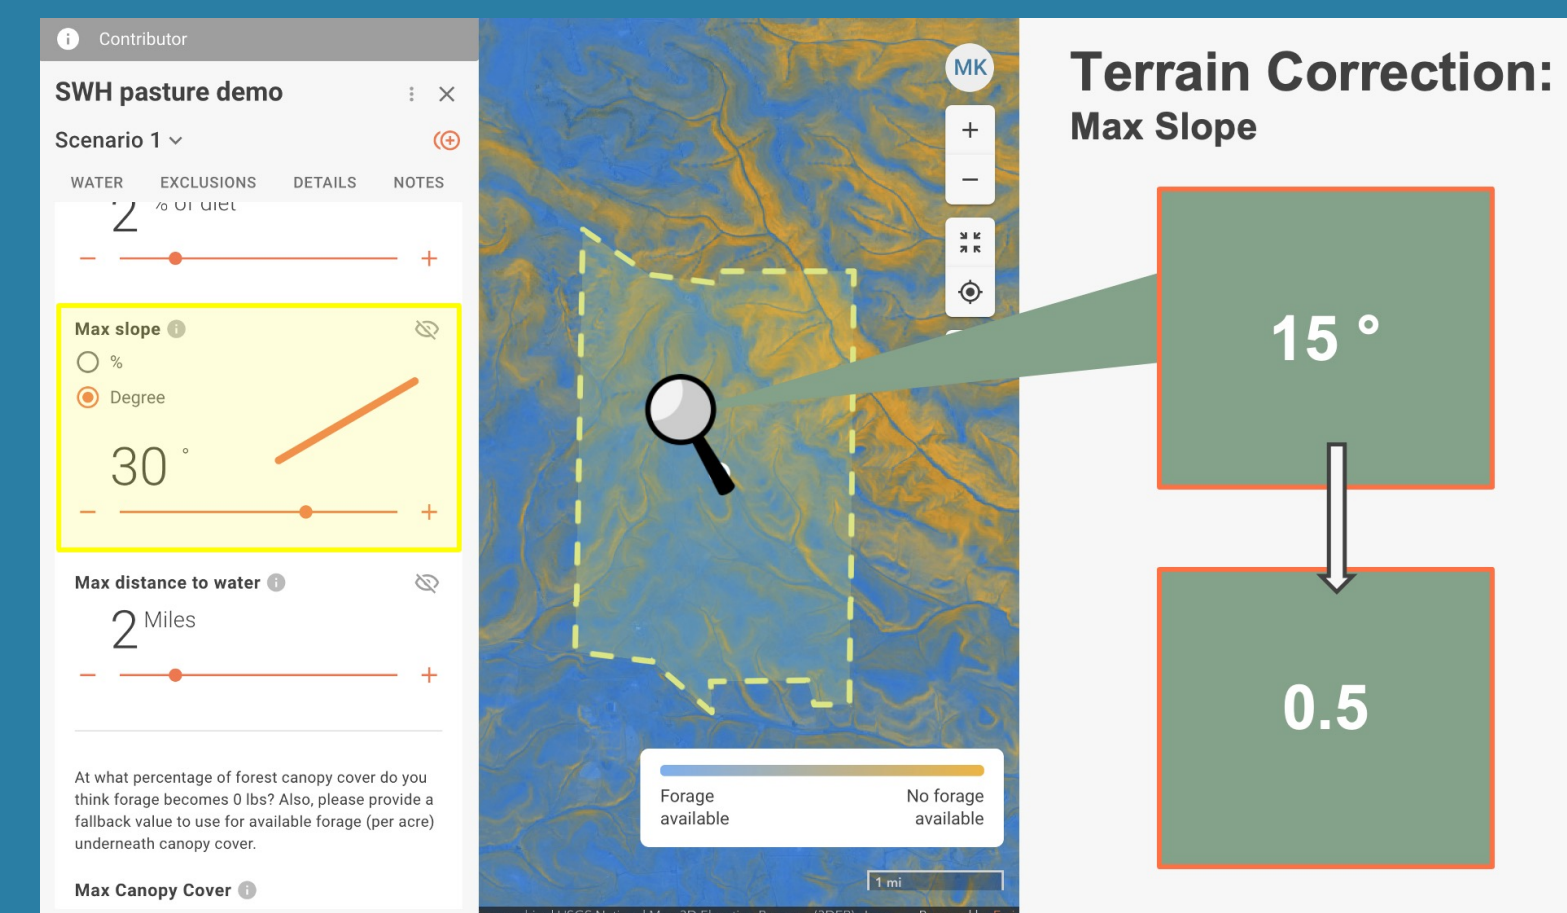 Contributor
SWH pasture demo
Scenario 1
WATER EXCLUSIONS DETAILS NOTES
2 % of diet
Max slope
%
Degree
30 °
Max distance to water
2 Miles
At what percentage of forest canopy cover do you
think forage becomes 0 lbs? Also, please provide a
fallback value to use for available forage (per acre)
underneath canopy cover.
Max Canopy Cover
MK
Forage
available
No forage
available
1 mi
Terrain Correction:
Max Slope
15 °
0.5